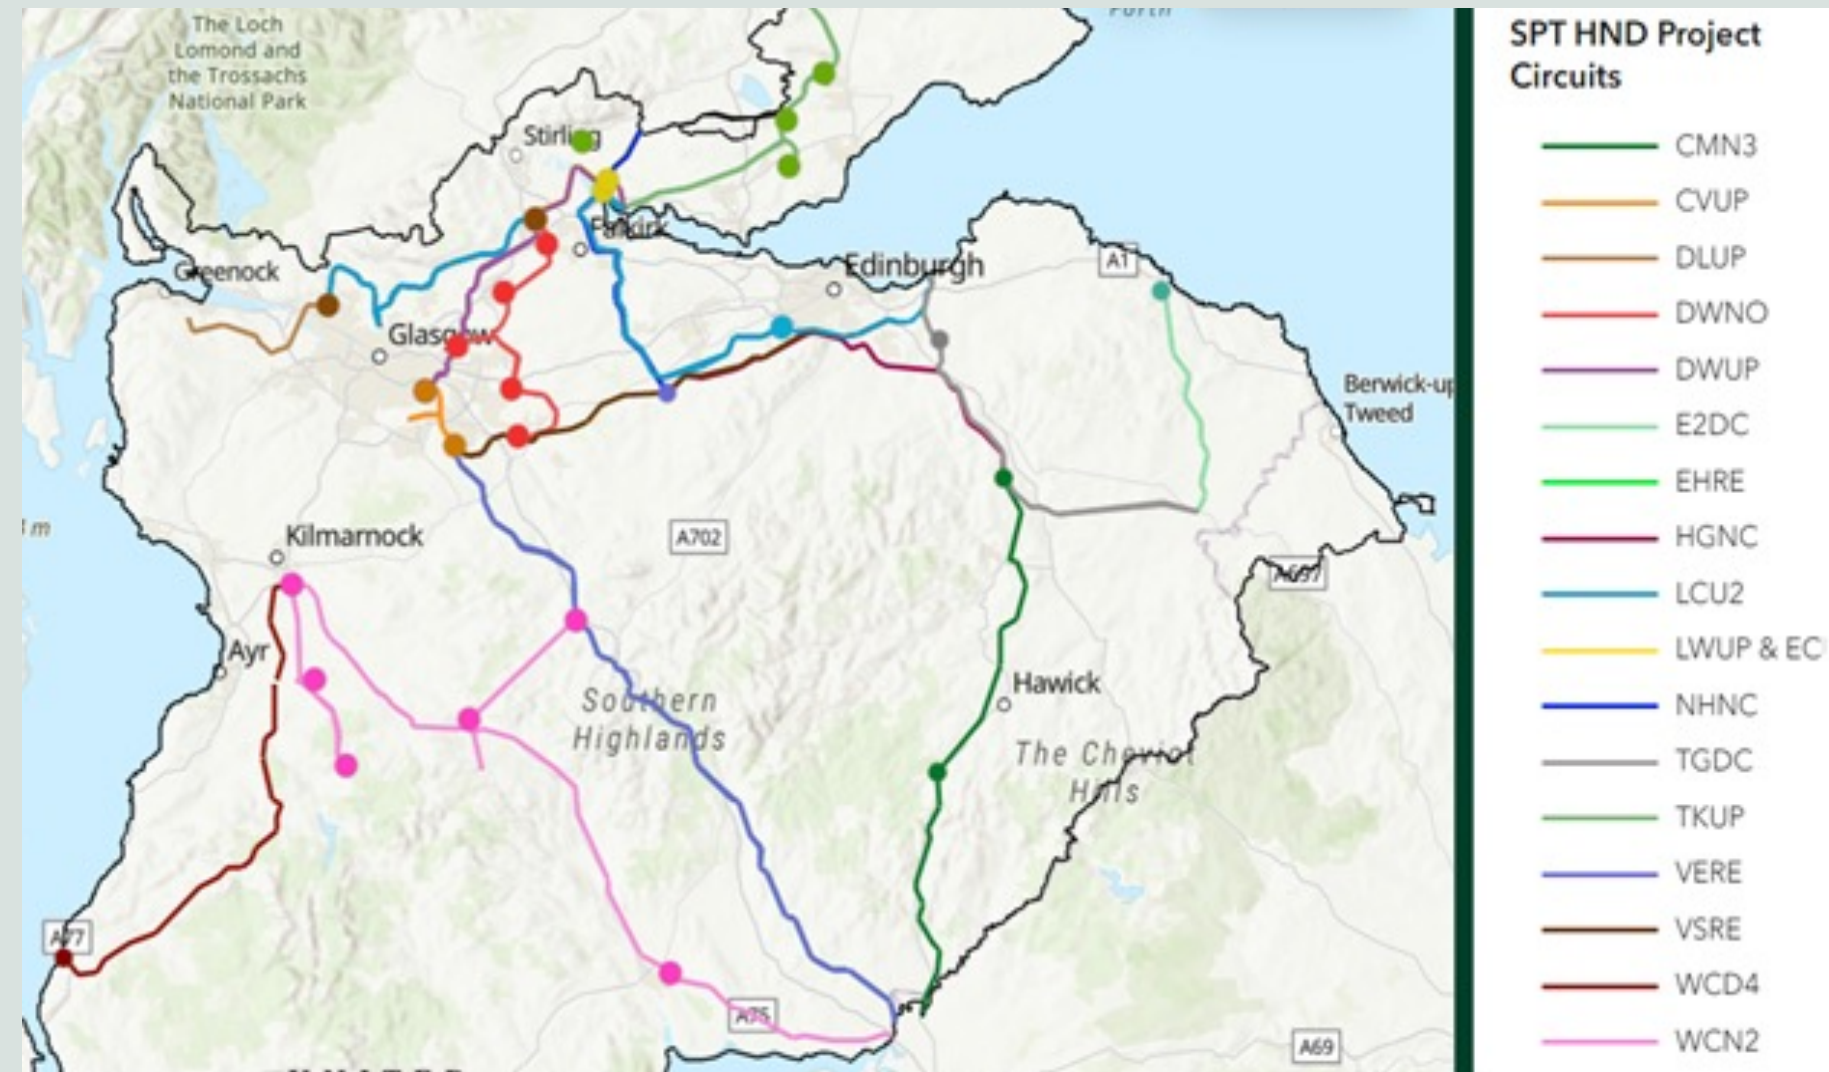 The Loch
Lomond and
the Trossachs
National Park
Forth
Stirling
Falkirk
Greenock
Edinburgh
A1
Glasgow
Berwick-up
Tweed
m
Kilmarnock
A702
A697
Ayr
Hawick
Southern
Highlands
The Cheviot
Hills
A77
A75
A69
SPT HND Project
Circuits
CMN3
CVUP
DLUP
DWNO
DWUP
E2DC
EHRE
HGNC
LCU2
LWUP & EC
NHNC
TGDC
TKUP
VERE
VSRE
WCD4
WCN2